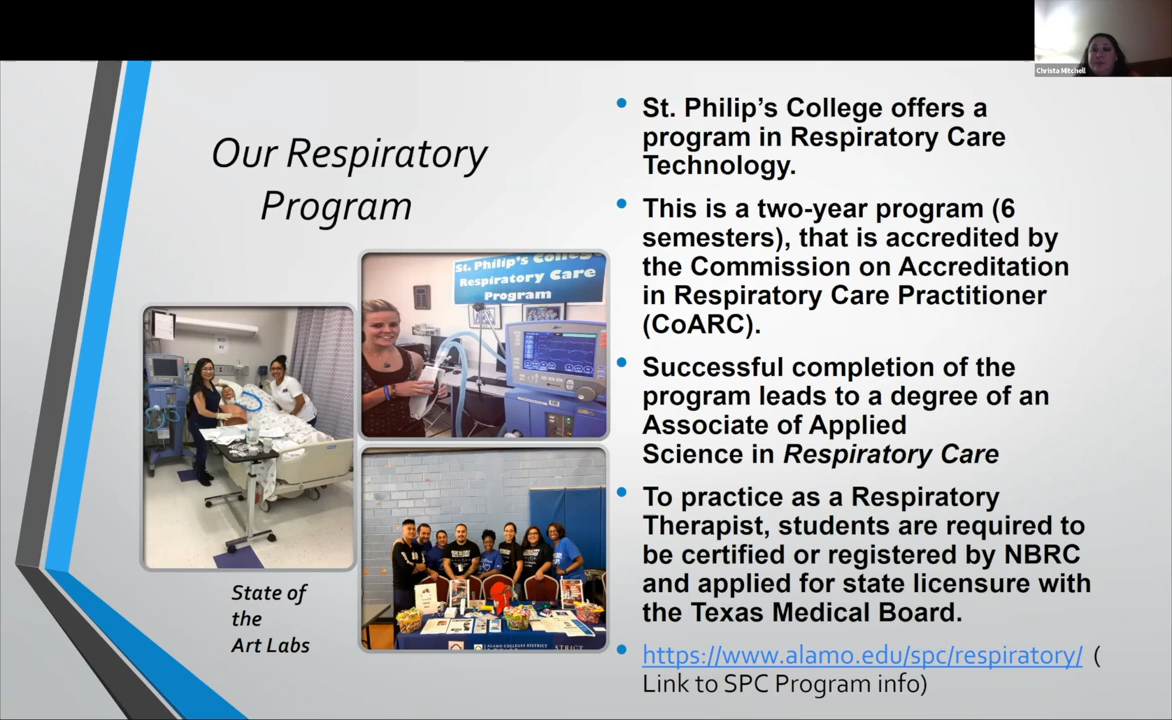 Christa Mitchell
Our Respiratory
Program
St. Philip's College offers a
program in Respiratory Care
Technology.
This is a two-year program (6
semesters), that is accredited by
the Commission on Accreditation
in Respiratory Care Practitioner
(CoARC).
Successful completion of the
program leads to a degree of an
Associate of Applied
Science in Respiratory Care
To practice as a Respiratory
Therapist, students are required to
be certified or registered by NBRC
and applied for state licensure with
the Texas Medical Board.
https://www.alamo.edu/spc/respiratory/ (
Link to SPC Program info)
St. Philip's College
Respiratory Care
Program
ALAMO COLLEGES DISTRICT
State of
the
Art Labs